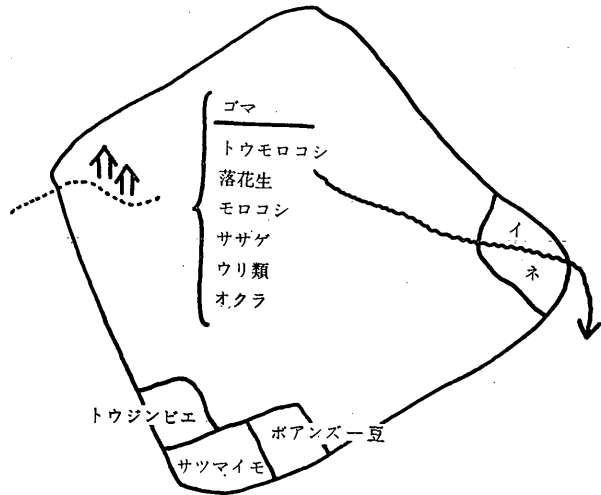 ゴマ
トウモロコシ
落花生
モロコシ
ササゲ
ウリ類
オクラ
イネ
トウジンビエ
ボアンズー豆
サツマイモ